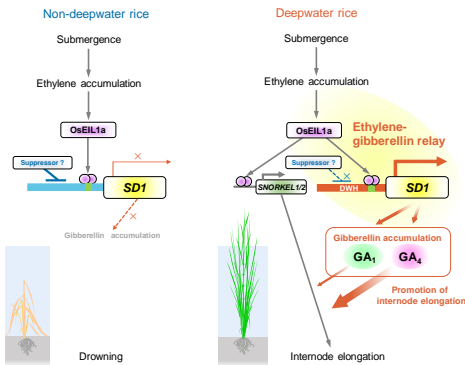 Non-deepwater rice
Submergence
Ethylene accumulation
OsEIL1a
Suppressor ?
SD1
Gibberellin accumulation
Drowning
Deepwater rice
Submergence
Ethylene accumulation
OsEIL1a
Ethylene-
gibberellin relay
Suppressor ?
SNORKEL1/2
DWH
SD1
Gibberellin accumulation
GA1
GA4
Promotion of
internode elongation
Internode elongation